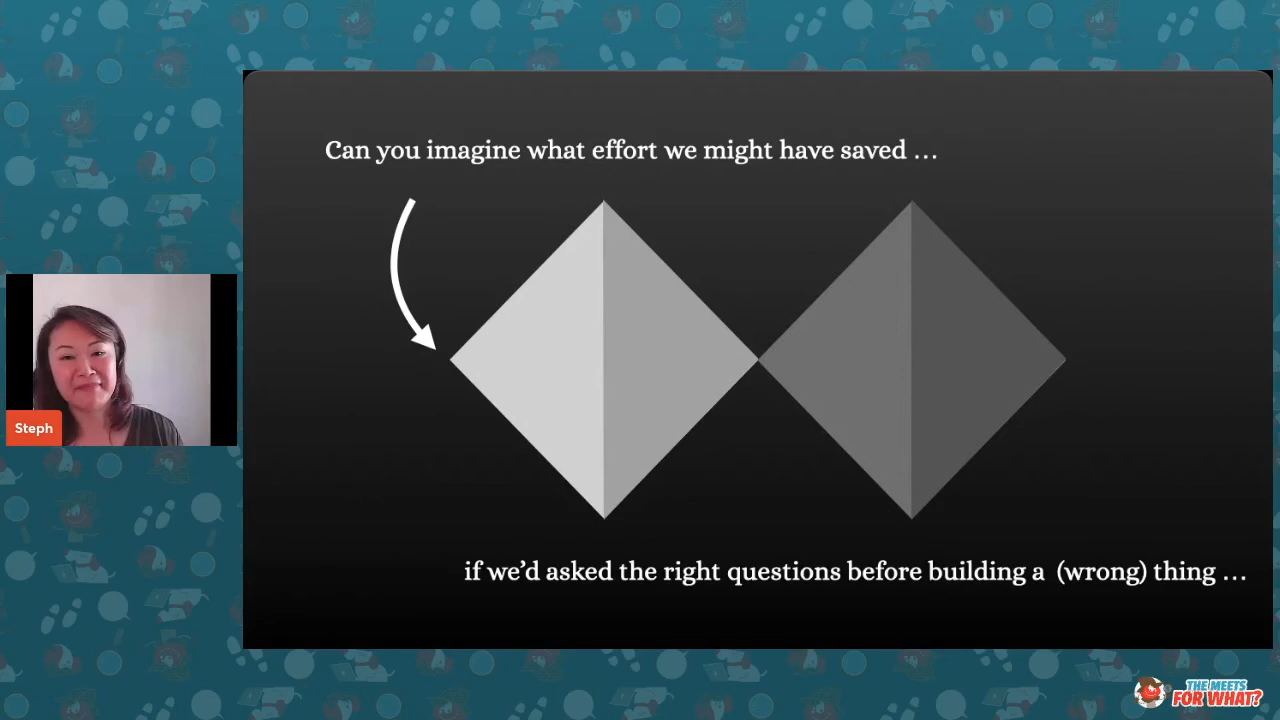 Can you imagine what effort we might have saved …
Steph
if we’d asked the right questions before building a (wrong) thing …
THE MEETS
FOR WHAT?